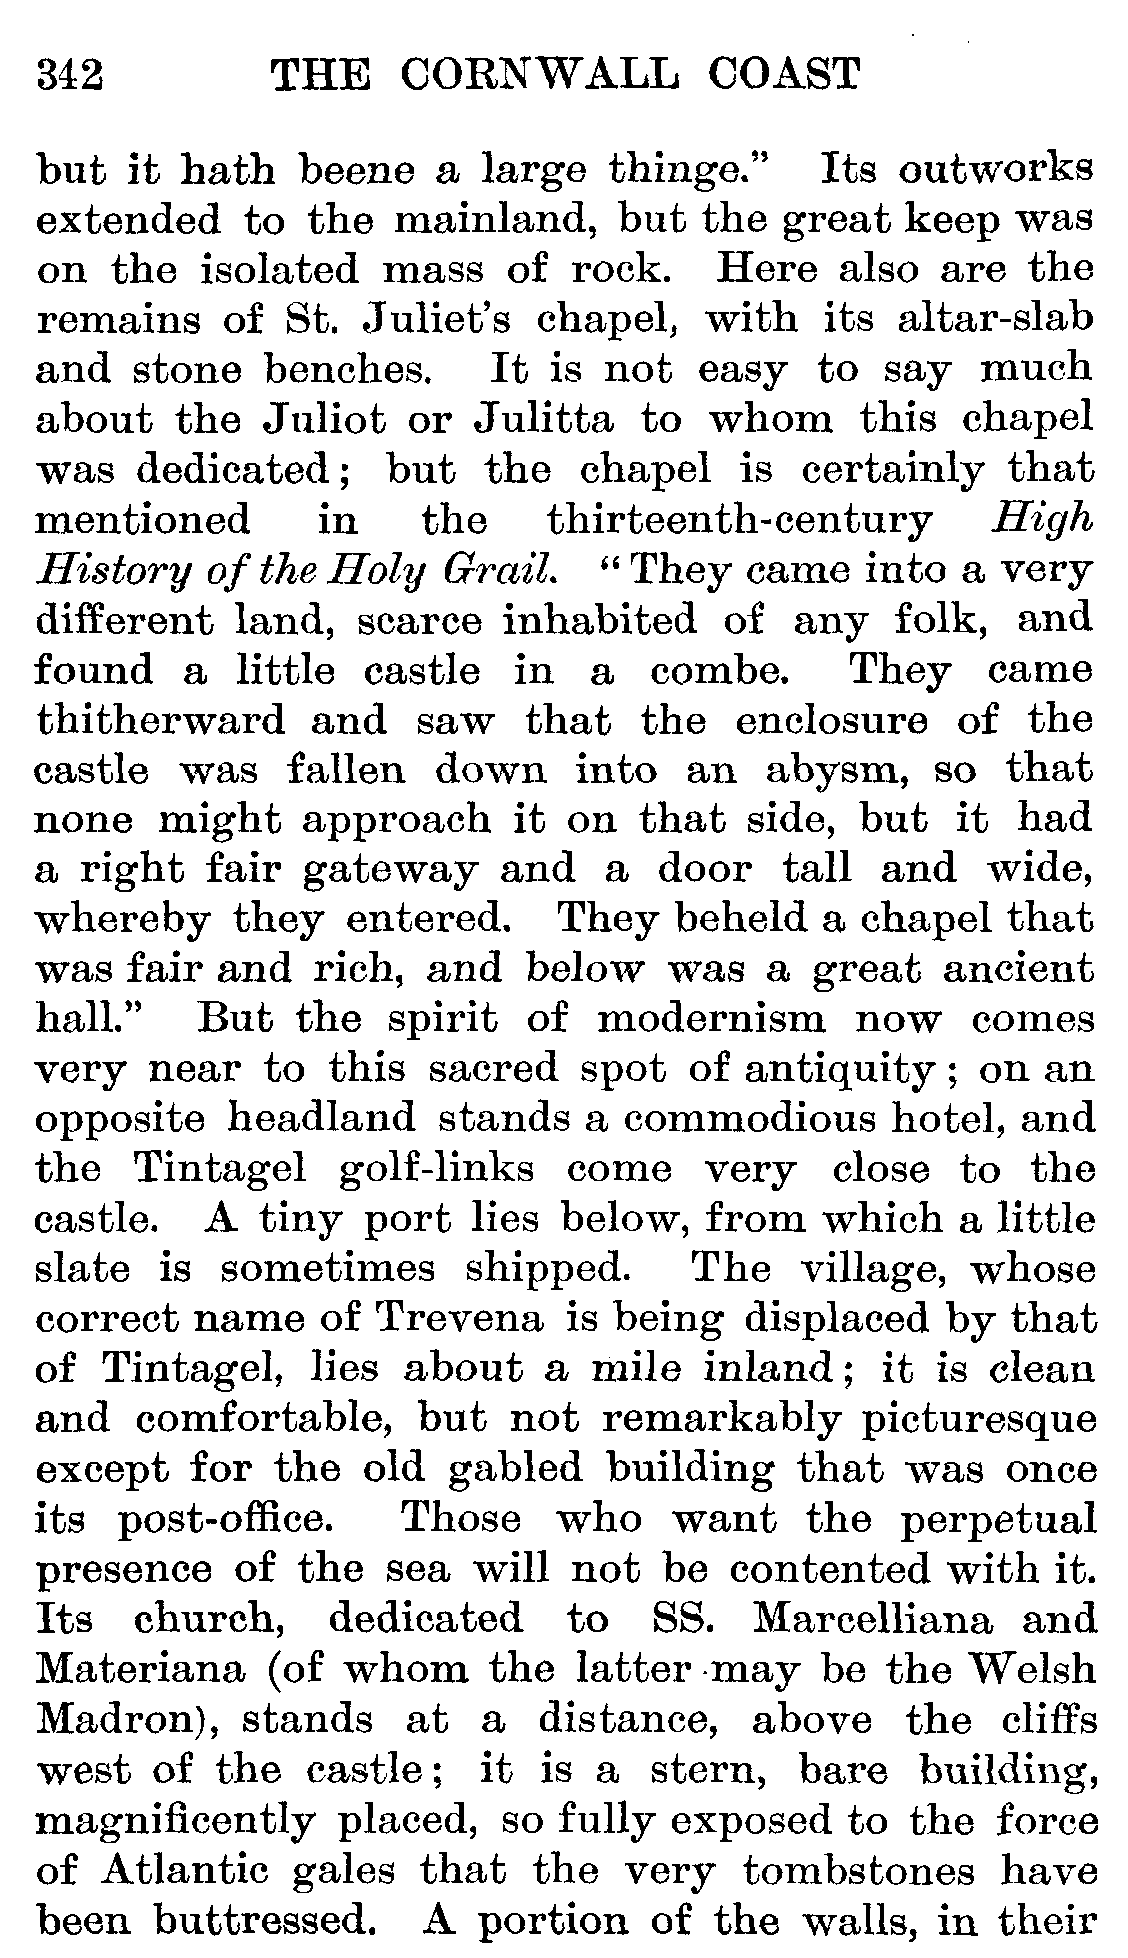 342 THE CORNWALL COAST
but it hath beene a large thinge.” Its outworks
extended to the mainland, but the great keep was
on the isolated mass of rock. Here also are the
remains of St. Juliet’s chapel, with its altar-slab
and stone benches. It is not easy to say much
about the Juliot or Julitta to whom this chapel
was dedicated; but the chapel is certainly that
mentioned in the thirteenth-century High
History of the Holy Grail. “They came into a very
different land, scarce inhabited of any folk, and
found a little castle in a combe. They came
thitherward and saw that the enclosure of the
castle was fallen down into an abysm, so that
none might approach it on that side, but it had
a right fair gateway and a door tall and wide,
whereby they entered. They beheld a chapel that
was fair and rich, and below was a great ancient
hall.” But the spirit of modernism now comes
very near to this sacred spot of antiquity; on an
opposite headland stands a commodious hotel, and
the Tintagel golf-links come very close to the
castle. A tiny port lies below, from which a little
slate is sometimes shipped. The village, whose
correct name of Trevena is being displaced by that
of Tintagel, lies about a mile inland; it is clean
and comfortable, but not remarkably picturesque
except for the old gabled building that was once
its post-office. Those who want the perpetual
presence of the sea will not be contented with it.
Its church, dedicated to SS. Marcelliana and
Materiana (of whom the latter may be the Welsh
Madron), stands at a distance, above the cliffs
west of the castle; it is a stern, bare building,
magnificently placed, so fully exposed to the force
of Atlantic gales that the very tombstones have
been buttressed. A portion of the walls, in their